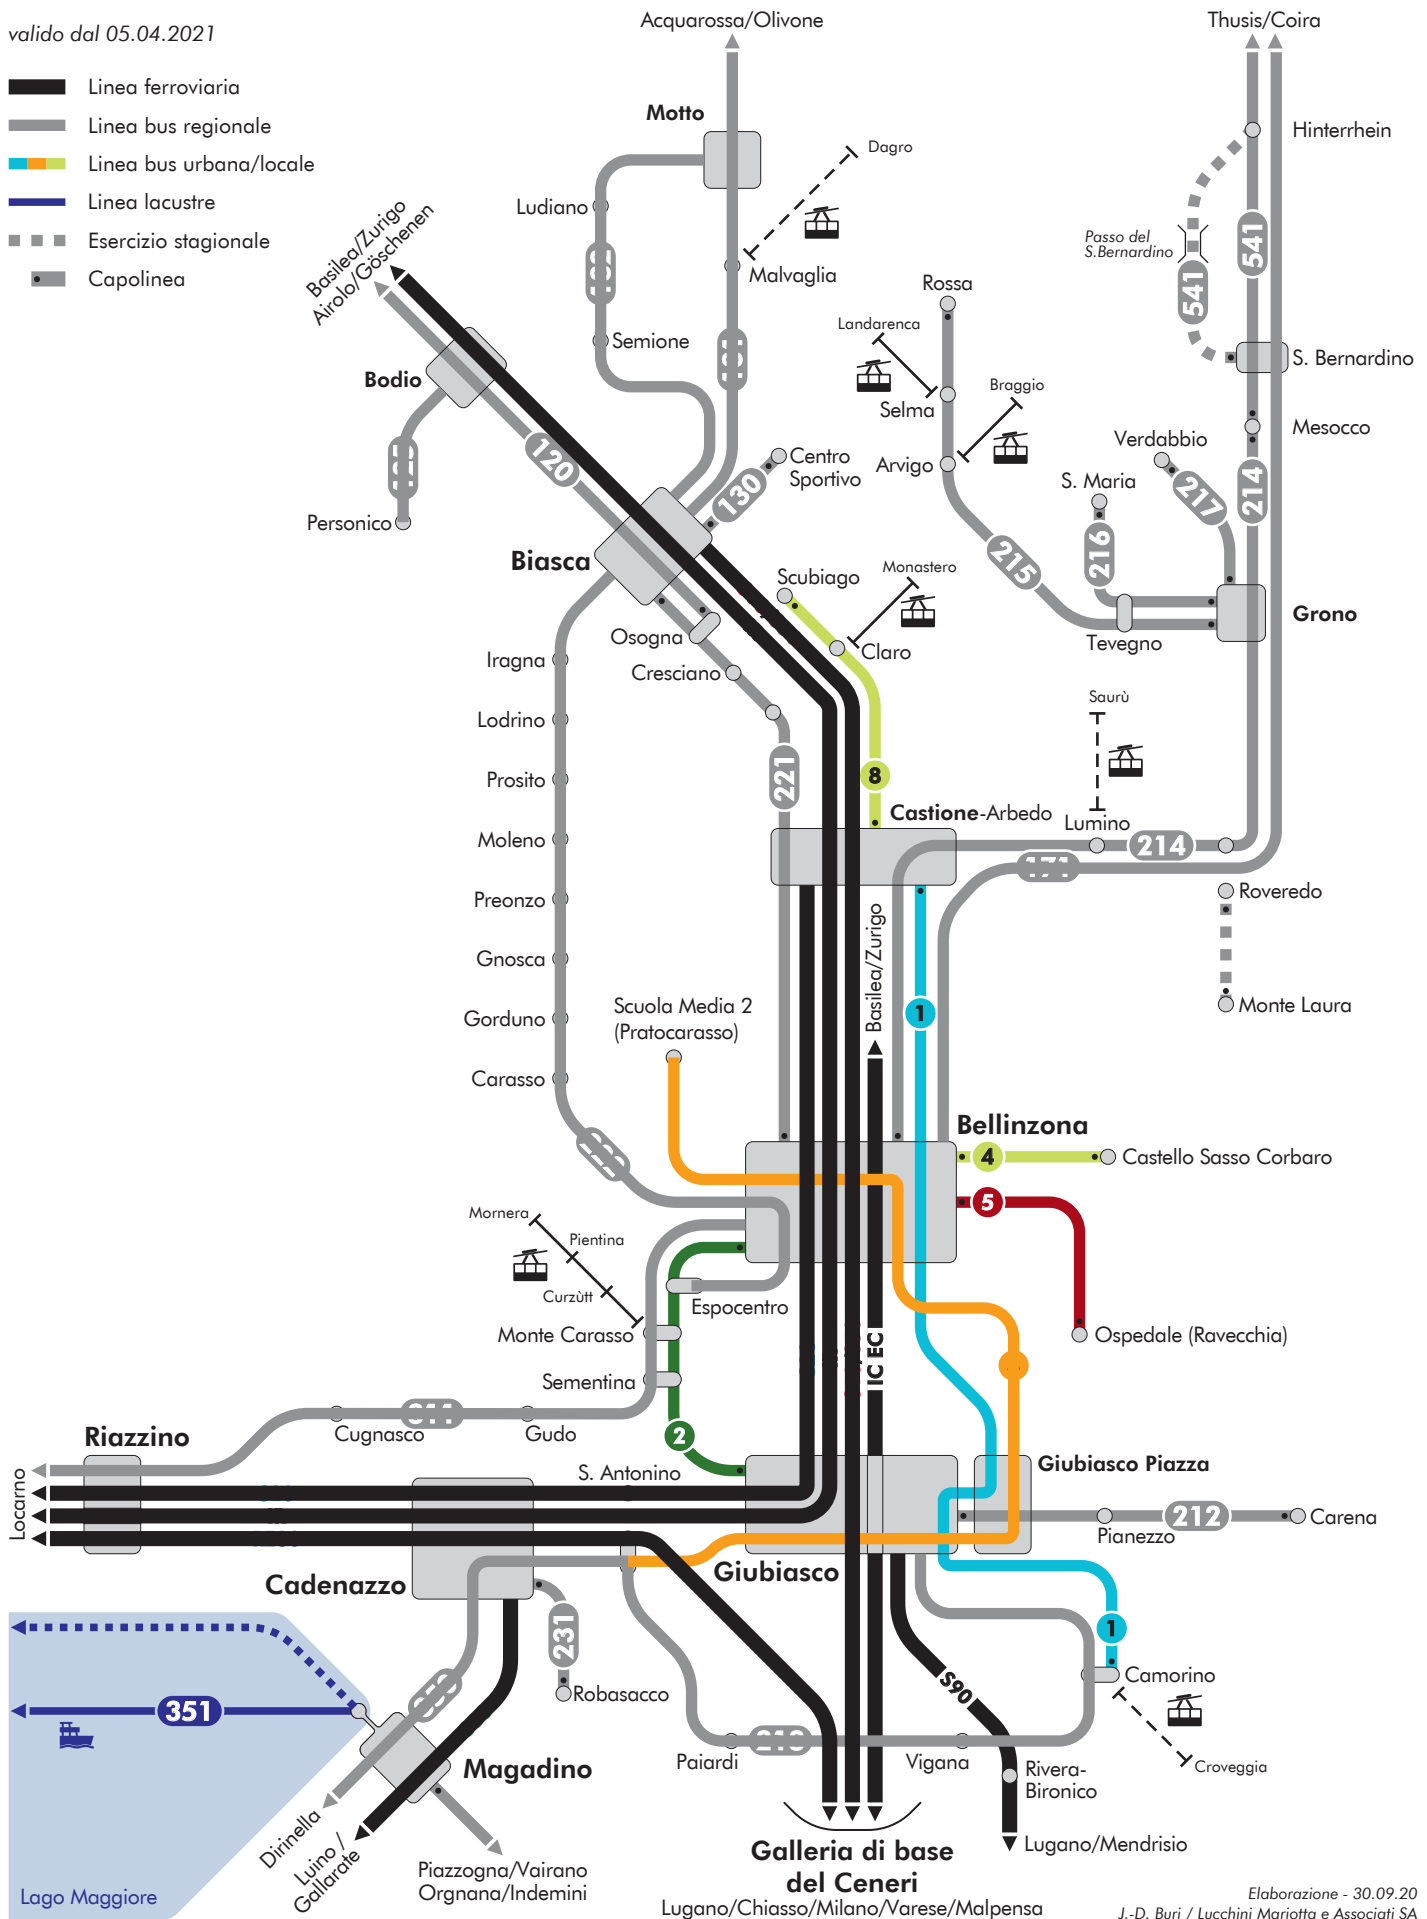 Acquarossa/Olivone
Thusis/Coira
valido dal 05.04.2021
Linea ferroviaria
Linea bus regionale
Linea bus urbana/locale
Linea lacustre
Esercizio stagionale
Capolinea
Motto
Hinterrhein
Dagro
Ludiano
Basilea/Zurigo
Airolo/Göschenen
Passo del
S.Bernardino
541
541
Malvaglia
Rossa
Landarenca
Semione
S. Bernardino
Bodio
Braggio
Selma
Mesocco
Verdabbio
120
Centro
Sportivo
130
Arvigo
S. Maria
217
214
Personico
216
Biasca
215
Scubiago
Monastero
Grono
Osogna
Claro
Tevegno
Iragna
Cresciano
Saurù
Lodrino
221
8
Prosito
Castione-Arbedo
Lumino
Moleno
214
Roveredo
Preonzo
Basilea/Zurigo
Gnosca
Scuola Media 2
(Pratocarasso)
1
Monte Laura
Gorduno
Carasso
Bellinzona
4
Castello Sasso Corbaro
5
Mornera
Pientina
Curzùtt
Espocentro
Monte Carasso
Ospedale (Ravecchia)
IC EC
Sementina
Cugnasco
Gudo
2
Riazzino
S. Antonino
Giubiasco Piazza
Locarno
212
Carena
Pianezzo
Cadenazzo
Giubiasco
231
1
Robasacco
S90
Camorino
351
Paiardi
Vigana
Croveggia
Magadino
Rivera-
Bironico
Dirinella
Luino /
Gallarate
Lugano/Mendrisio
Galleria di base
del Ceneri
Piazzogna/Vairano
Orgnana/Indemini
Lago Maggiore
Lugano/Chiasso/Milano/Varese/Malpensa
Elaborazione - 30.09.20
J.-D. Buri / Lucchini Mariotta e Associati SA